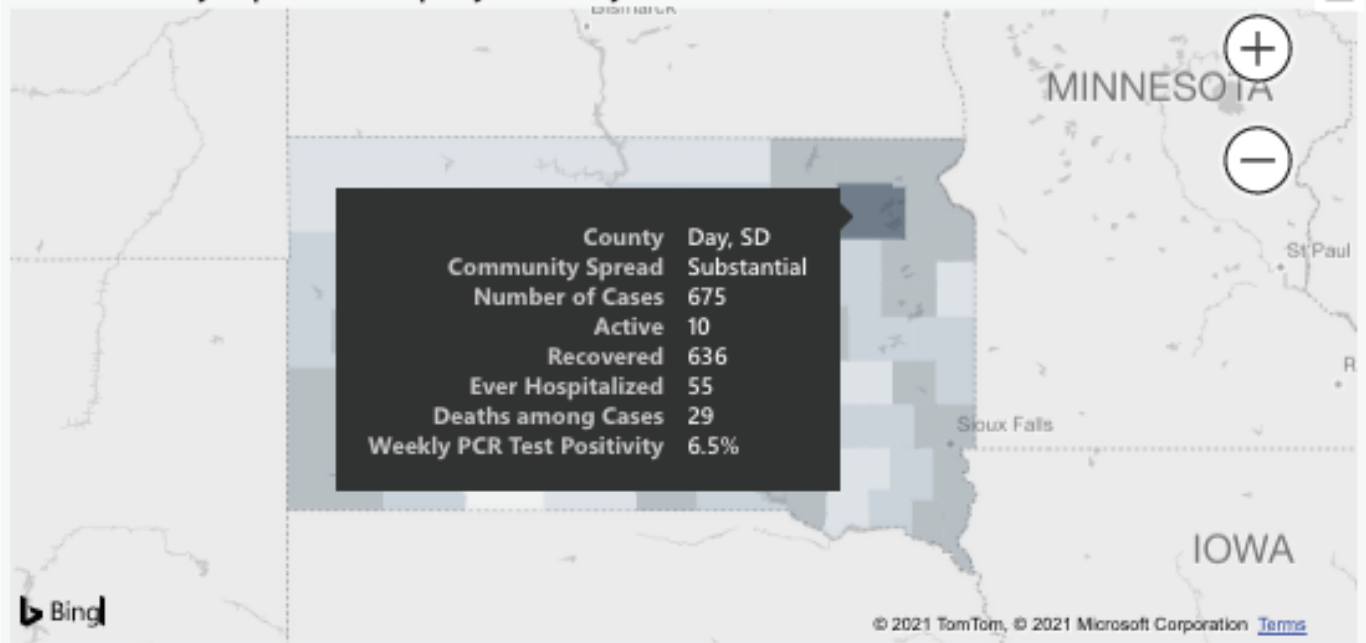 Bismarck
MINNESOTA
County Day, SD
Community Spread Substantial
Number of Cases 675
Active 10
Recovered 636
Ever Hospitalized 55
Deaths among Cases 29
Weekly PCR Test Positivity 6.5%
St Paul
R
Sioux Falls
IOWA
Bing
© 2021 TomTom, © 2021 Microsoft Corporation Terms